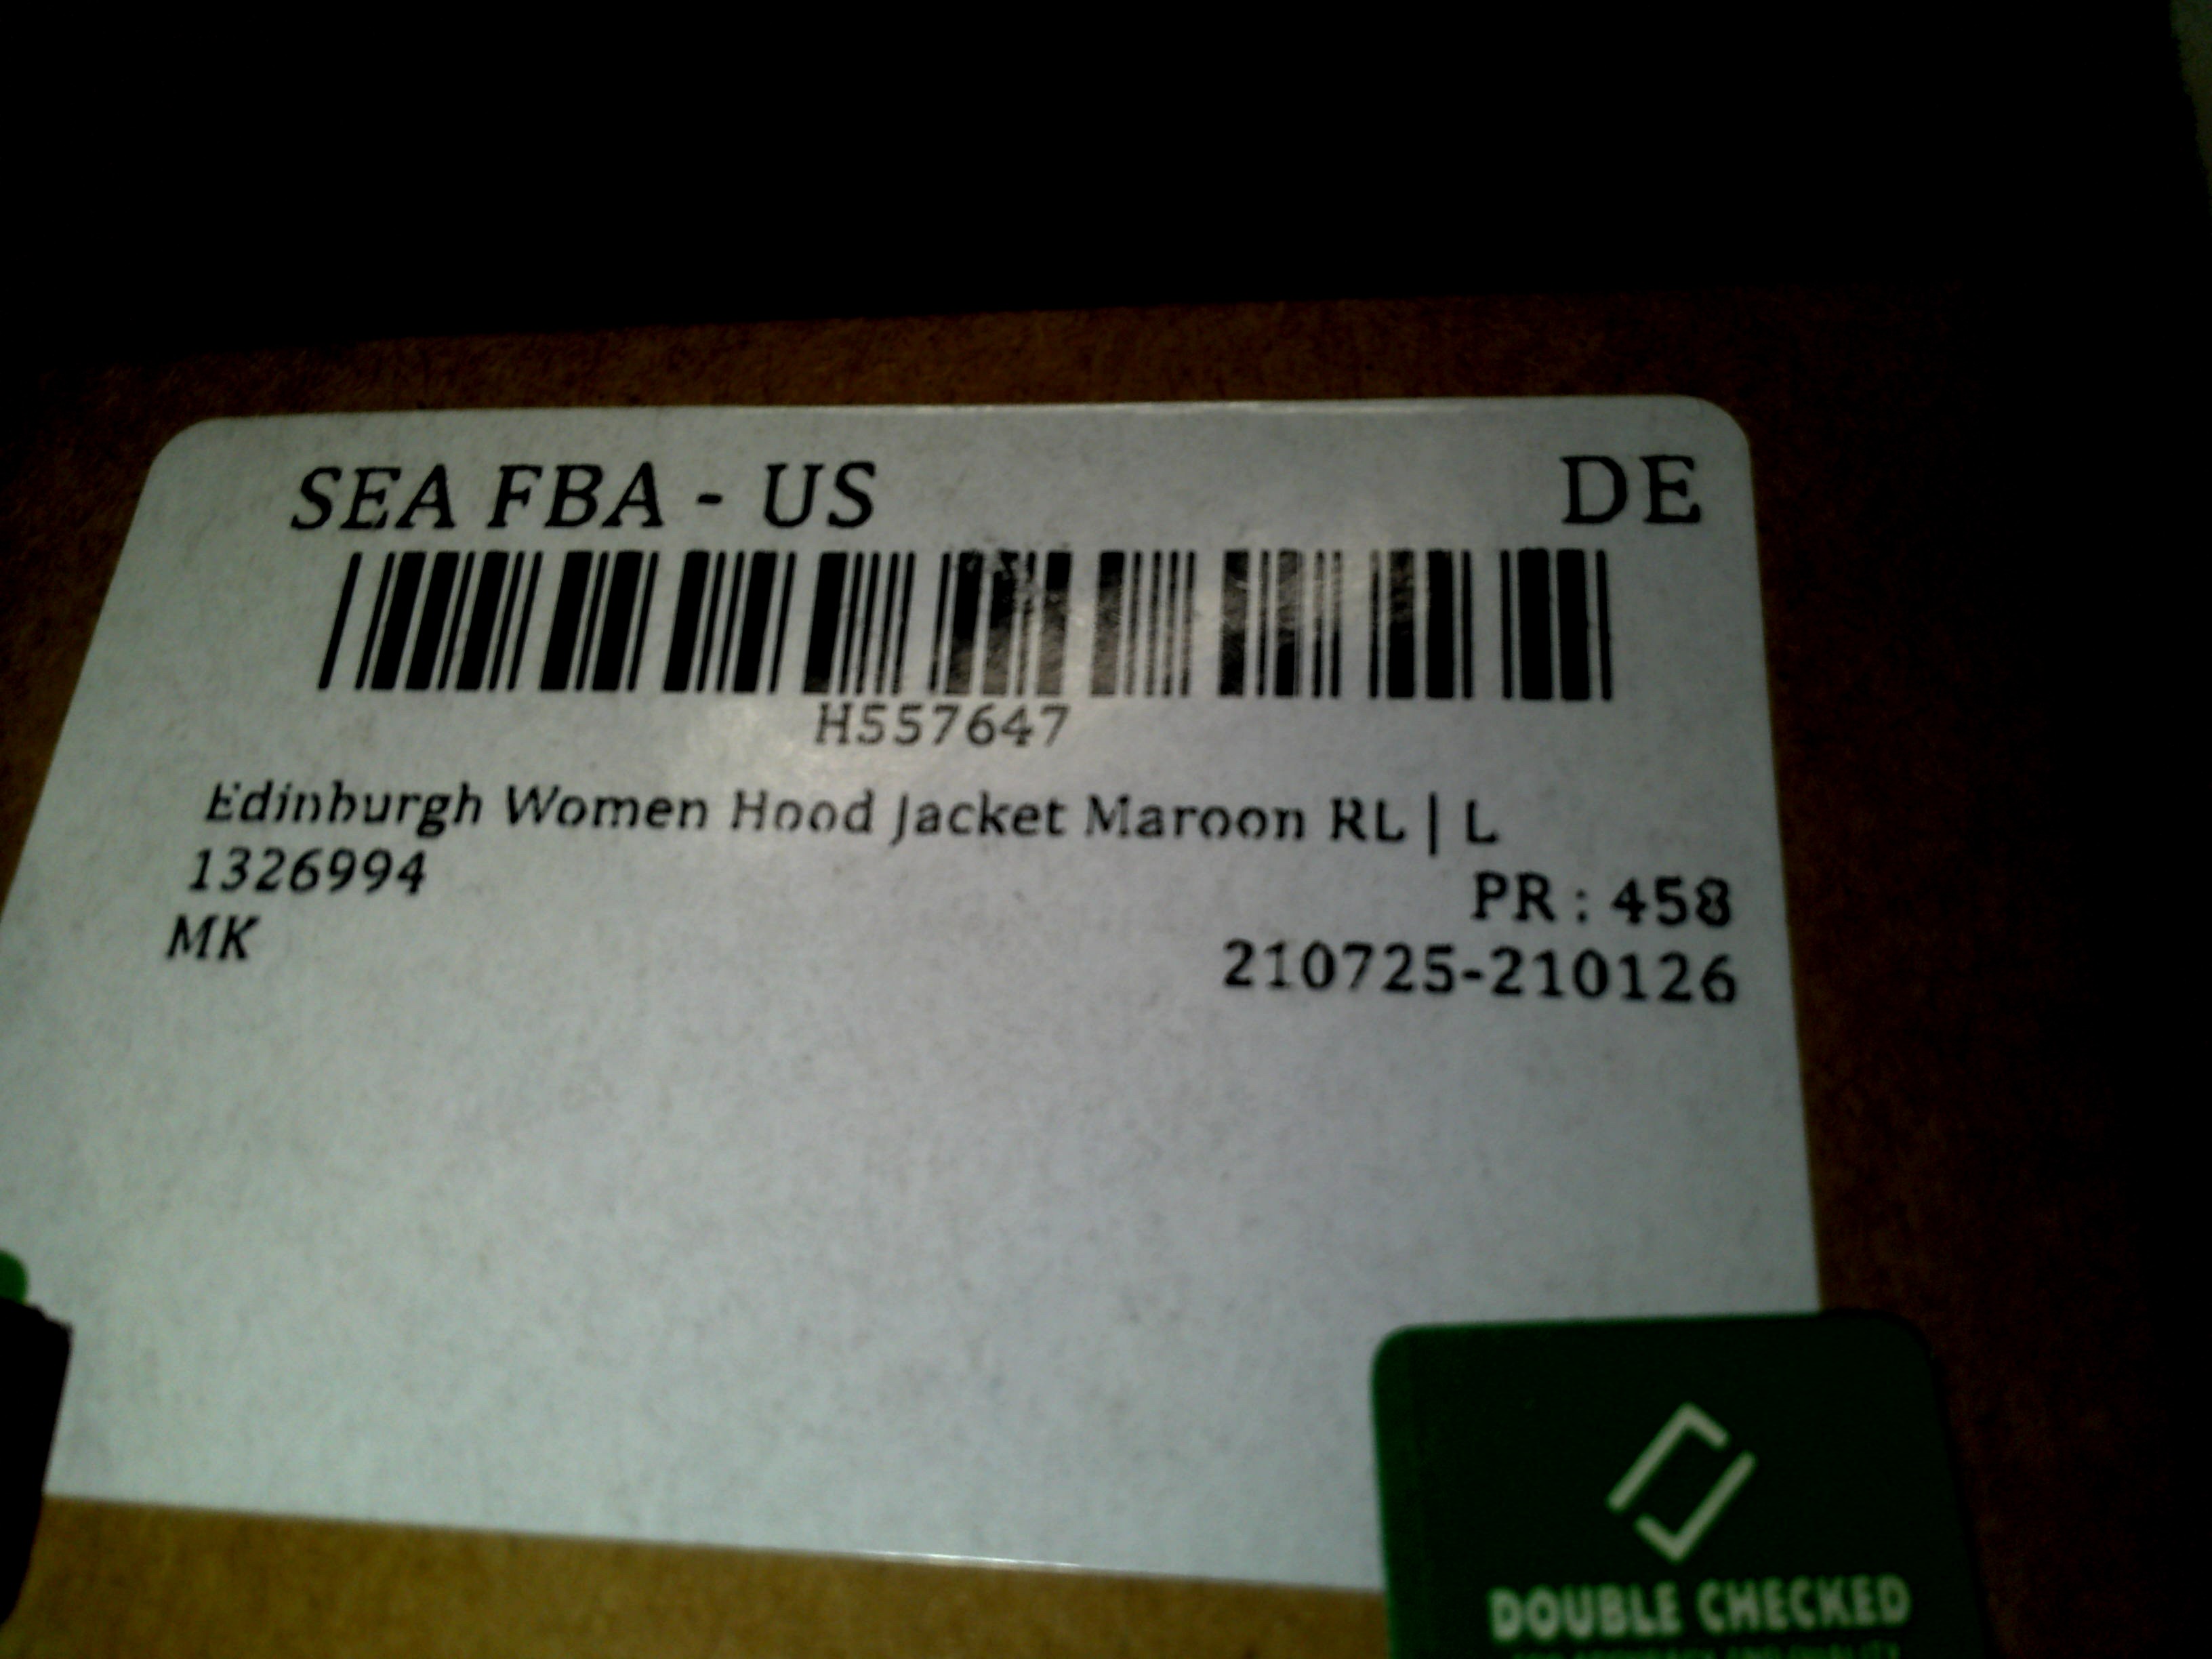 SEA FBA - US DE
H557647
Edinburgh Women Hood Jacket Maroon RL | L
1326994 PR : 458
MK 210725-210126
DOUBLE CHECKED